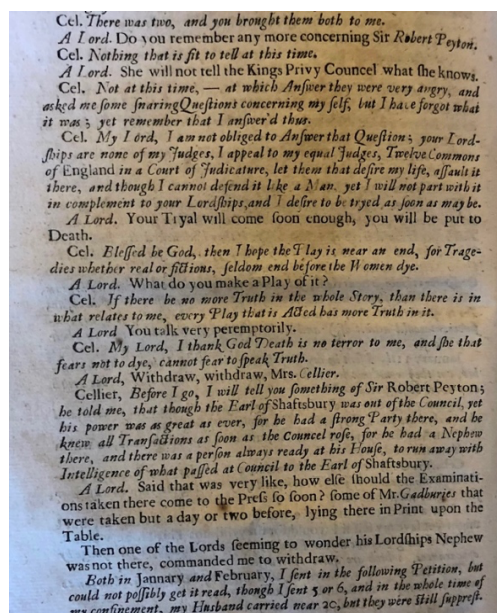 Cel. There was two, and you brought them both to me.
A Lord. Do you remember any more concerning Sir Robert Peyton.
Cel. Nothing that is fit to tell at this time.
A Lord. She will not tell the Kings Privy Councel what ſhe knows.
Cel. Not at this time, — at which Anſwer they were very angry, and
asked me ſome ſnaring Queſtions concerning my ſelf, but I have forgot what
it was; yet remember that I anſwer'd thus.
Cel. My Lord, I am not obliged to Anſwer that Queſtion; your Lord-
ſhips are none of my Judges, I appeal to my equal Judges, Twelve Commons
of England in a Court of Judicature, let them that deſire my life, aſſault it
there, and though I cannot defend it like a Man, yet I will not part with it
in complement to your Lordſhips, and I deſire to be tryed as ſoon as may be.
A Lord. Your Tryal will come ſoon enough, you will be put to
Death.
Cel. Bleſſed be God, then I hope the Play is near an end, for Trage-
dies whether real or fictious, ſeldom end before the Women dye.
A Lord. What do you make a Play of it?
Cel. If there be no more Truth in the whole Story, than there is in
what relates to me, every Play that is Acted has more Truth in it.
A Lord You talk very peremptorily.
Cel. My Lord, I thank God Death is no terror to me, and ſhe that
fears not to dye, cannot fear to ſpeak Truth.
A Lord, Withdraw, withdraw, Mrs. Cellier.
Cellier, Before I go, I will tell you ſomething of Sir Robert Peyton;
he told me, that though the Earl of Shaftsbury was out of the Council, yet
his power was as great as ever, for he had a ſtrong Party there, and he
knew all Tranſactions as ſoon as the Councel roſe, for he had a Nephew
there, and there was a perſon always ready at his Houſe, to run away with
Intelligence of what paſſed at Council to the Earl of Shaftsbury.
A Lord. Said that was very like, how elſe ſhould the Examinati-
ons taken there come to the Preſs ſo ſoon? ſome of Mr. Gadburies that
were taken but a day or two before, lying there in Print upon the
Table.
Then one of the Lords ſeeming to wonder his Lordſhips Nephew
was not there, commanded me to withdraw.
Both in Jannary and February, I ſent in the following Petition, but
could not poſſibly get it read, though I ſent 5 or 6, and in the whole time of
my confinement, my Husband carried near 20, but they were ſtill ſuppreſt.